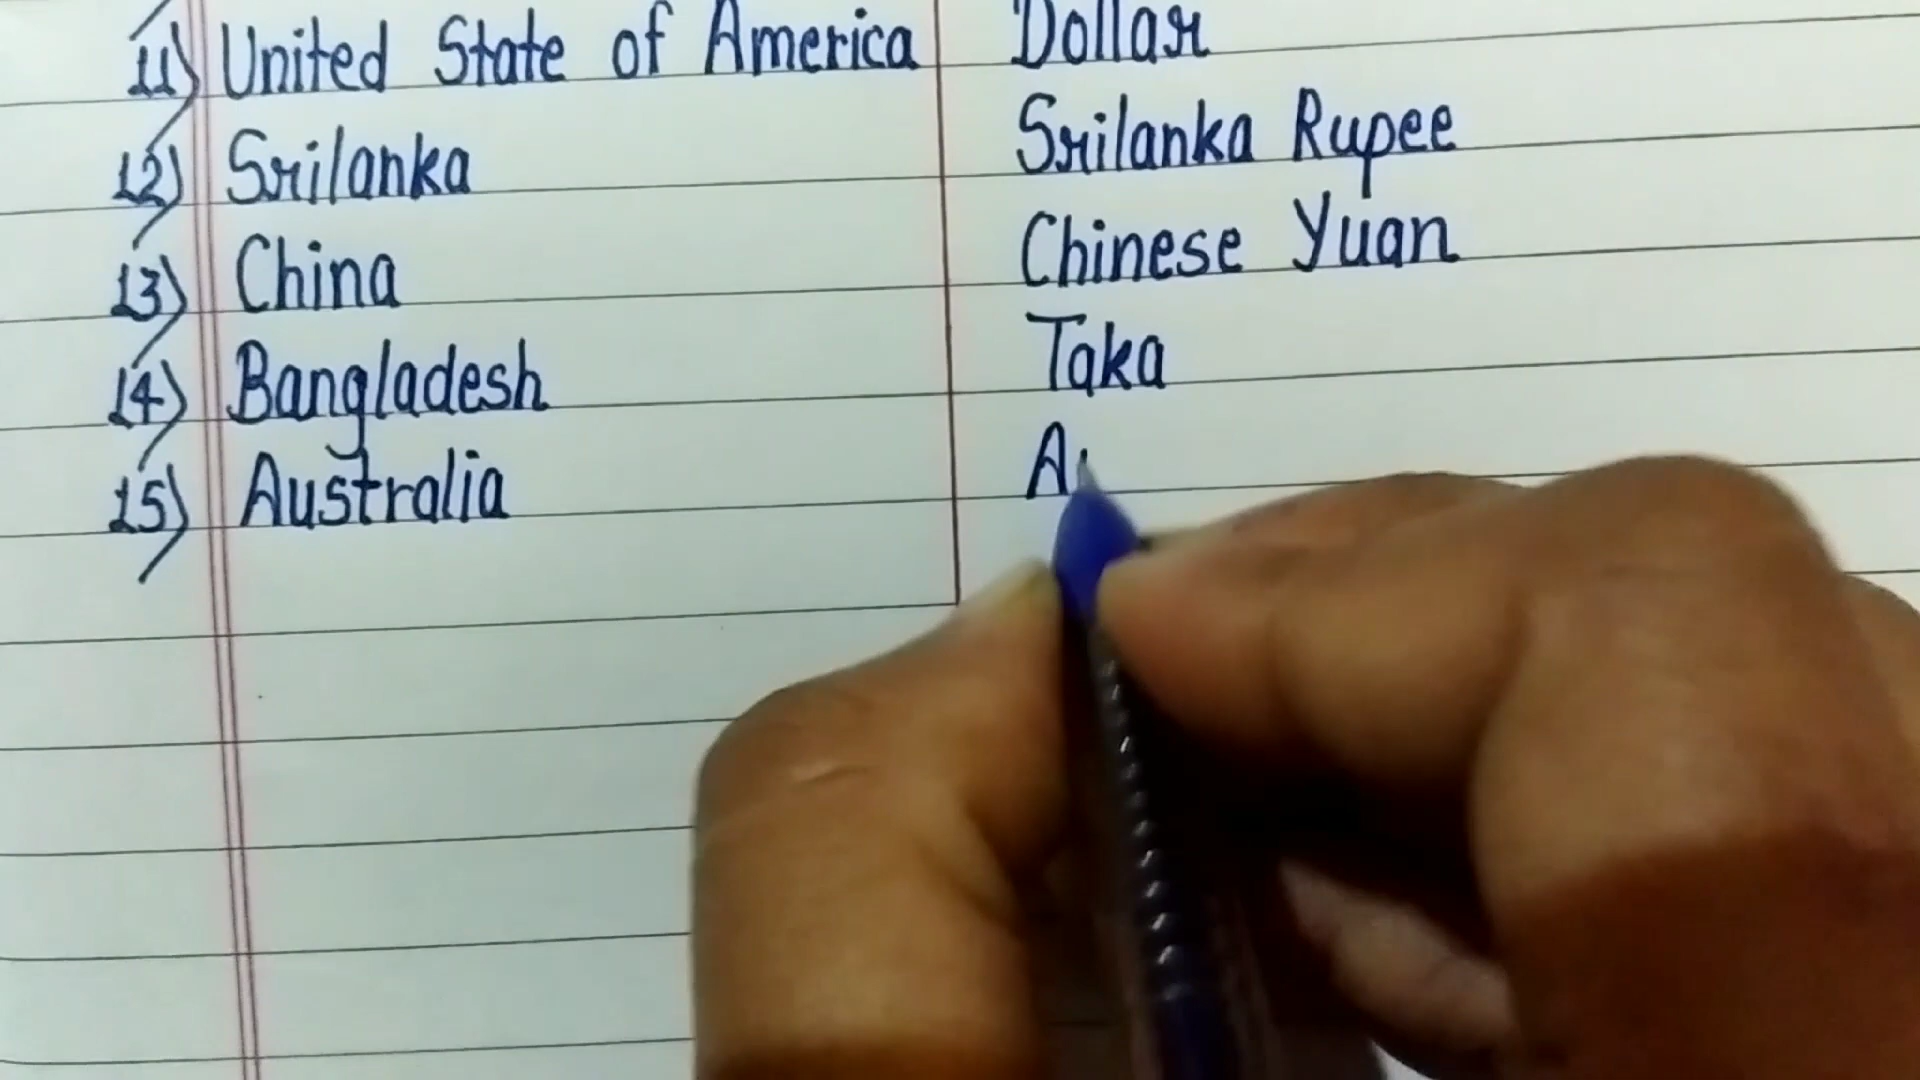 11) United State of America Dollar
12) Srilanka Srilanka Rupee
13) China Chinese Yuan
14) Bangladesh Taka
15) Australia A